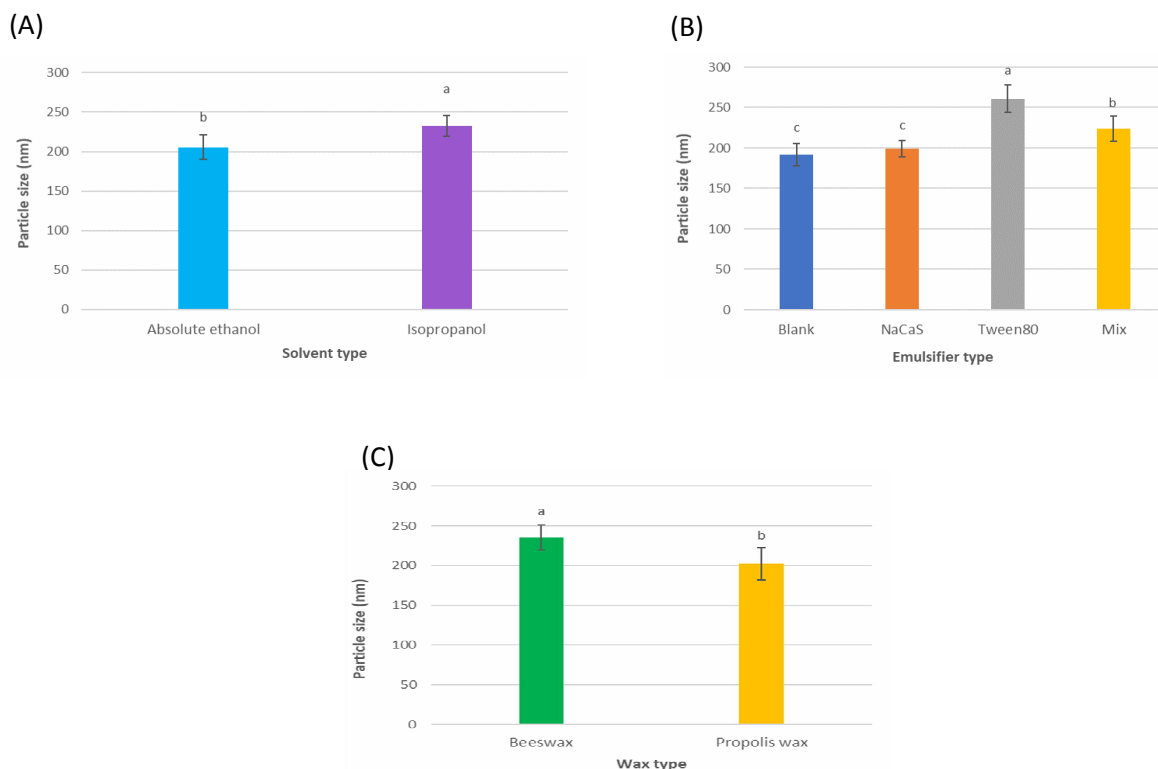 (A)
300
250
200
150
100
50
0
Particle size (nm)
b
a
Absolute ethanol
Isopropanol
Solvent type
(B)
300
250
200
150
100
50
0
Particle size (nm)
c
c
a
b
Blank
NaCaS
Tween80
Mix
Emulsifier type
(C)
300
250
200
150
100
50
0
Particle size (nm)
a
b
Beeswax
Propolis wax
Wax type